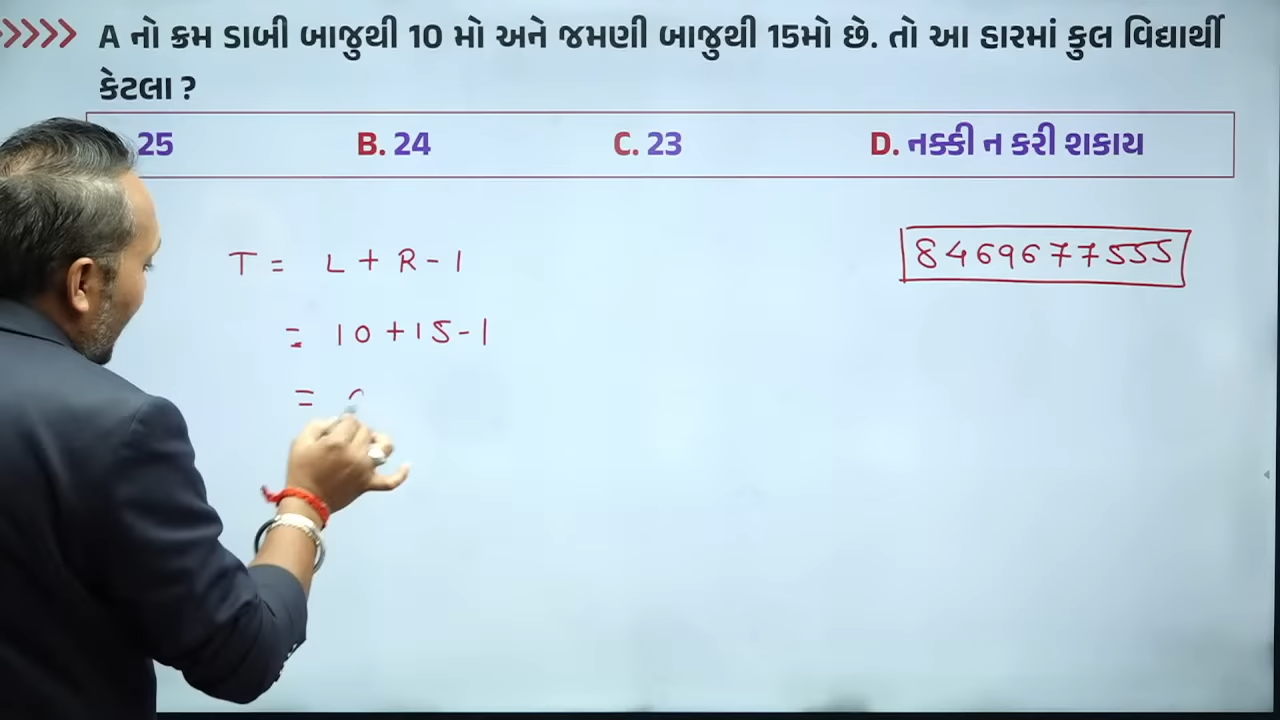 A નો ક્રમ ડાબી બાજુથી 10 મો અને જમણી બાજુથી 15મો છે. તો આ હારમાં કુલ વિદ્યાર્થી
કેટલા ?
25 B. 24 C. 23 D. નક્કી ન કરી શકાય
T = L + R - 1
8469677555
= 10 + 15 - 1
=